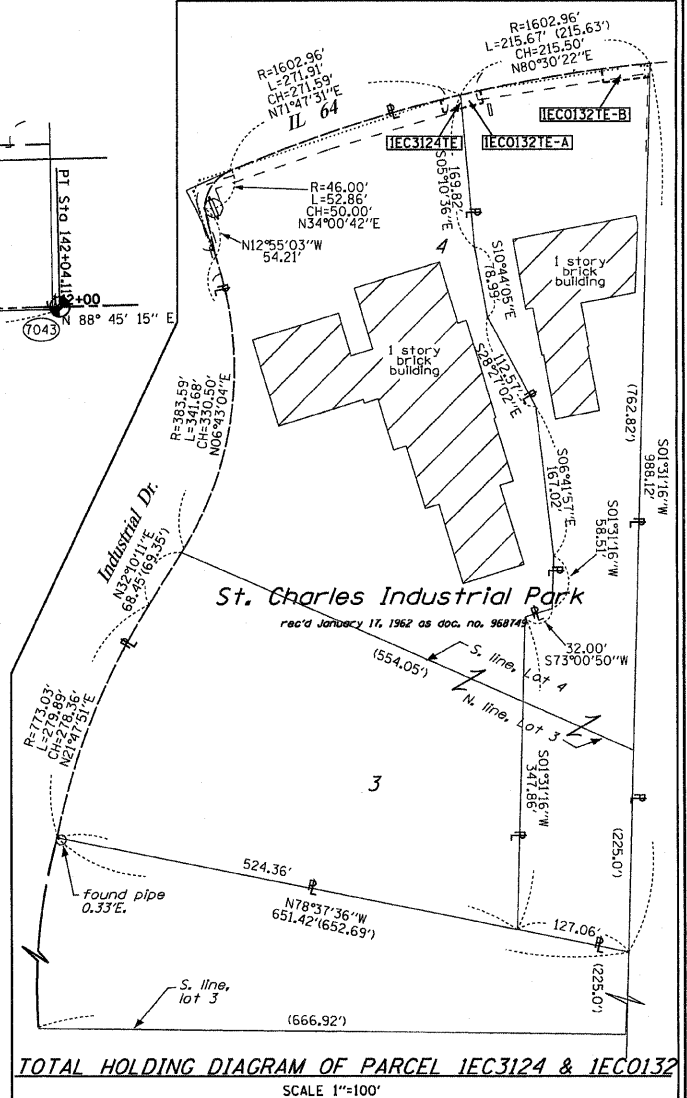 R=1602.96'
L=215.67' (215.63')
CH=215.50'
N80°30'22"E
R=1602.96'
L=271.91'
CH=271.59'
N71°47'31"E
IL 64
1EC0132TE-B
1EC3124TE
1EC0132TE-A
PT Sta 142+04.11
+00
N 88° 45' 15" E
7043
R=46.00'
L=52.86'
CH=50.00'
N34°00'42"E
N12°55'03"W
54.21'
S05°10'36"E
169.82'
4
S10°44'05"E
78.99'
1 story
brick
building
1 story
brick
building
S28°27'02"E
112.57'
R=383.59'
L=341.68'
CH=330.50'
N06°43'04"E
(762.82')
S01°31'16"W
988.12'
S06°41'57"E
167.02'
S01°31'16"W
58.51'
Industrial Dr.
N32°10'11"E
68.45'(69.35')
St. Charles Industrial Park
rec'd January 17, 1962 as doc. no. 968749
32.00'
S73°00'50"W
(554.05')
S. line, Lot 4
N. line, Lot 3
R=773.03'
L=279.89'
CH=278.36'
N21°47'51"E
3
S01°31'16"W
347.86'
(225.0')
524.36'
N78°37'36"W
651.42'(652.69')
127.06'
found pipe
0.33'E.
(225.0')
S. line,
lot 3
(666.92')
TOTAL HOLDING DIAGRAM OF PARCEL 1EC3124 & 1EC0132
SCALE 1"=100'